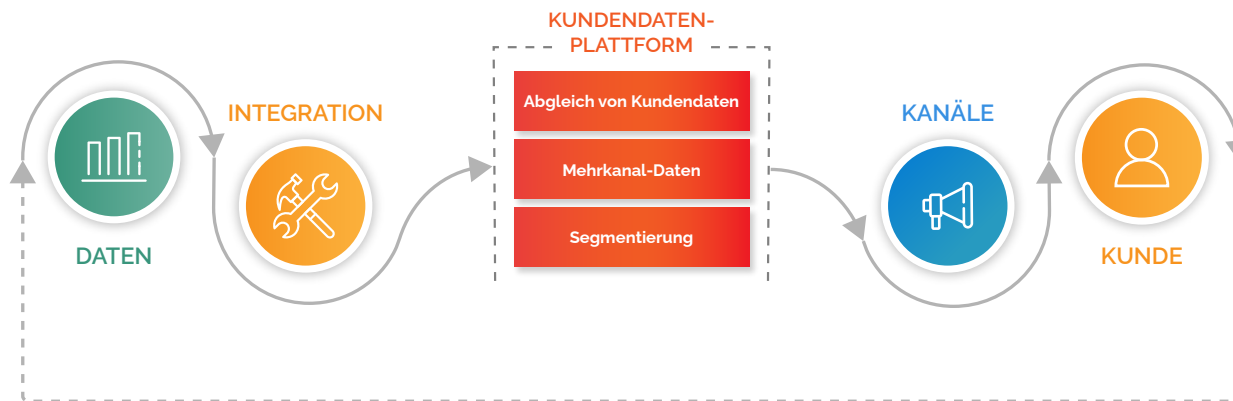 KUNDENDATEN-
PLATTFORM
Abgleich von Kundendaten
INTEGRATION
KANÄLE
Mehrkanal-Daten
Segmentierung
DATEN
KUNDE